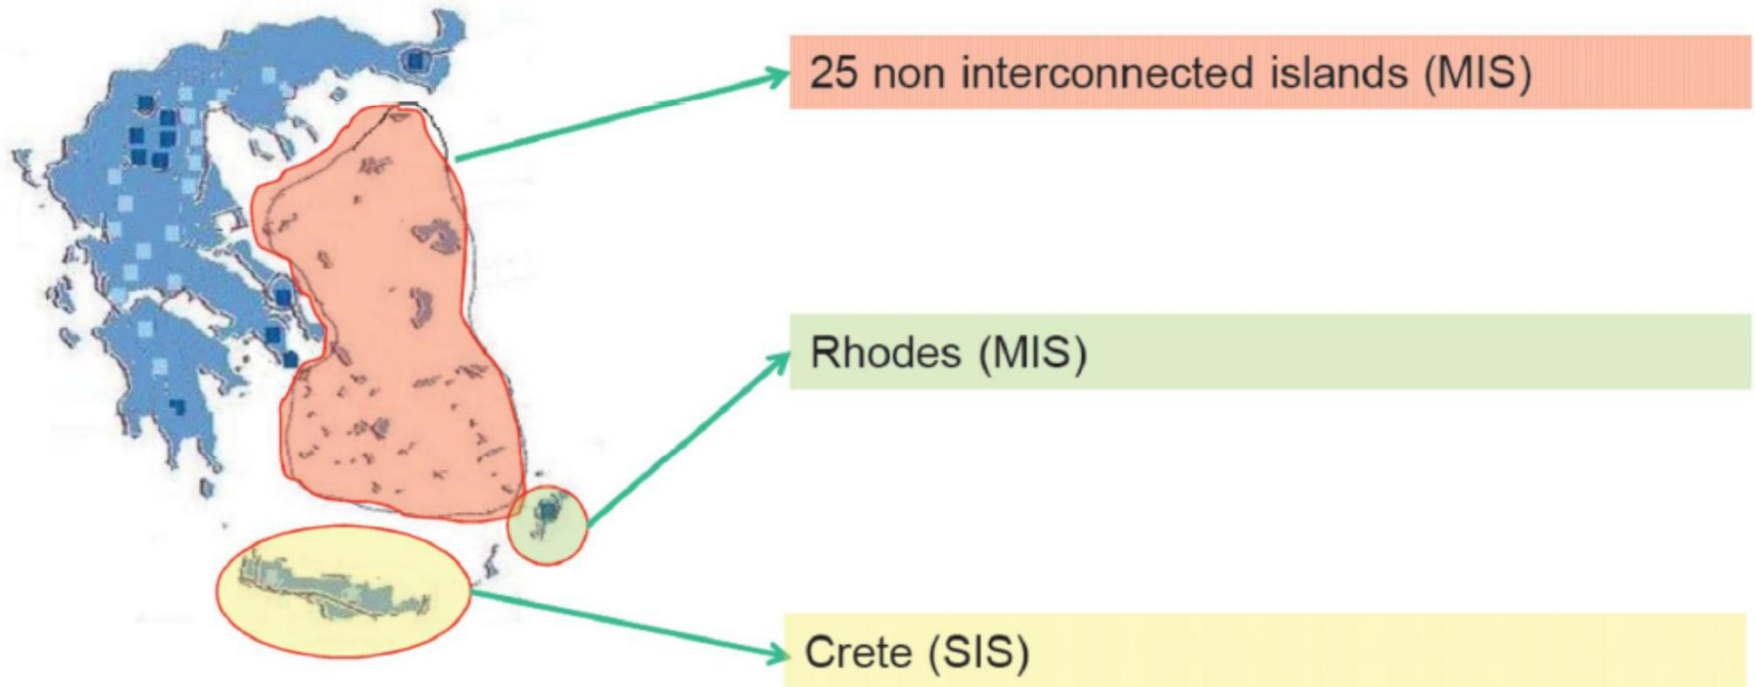 25 non interconnected islands (MIS)
Rhodes (MIS)
Crete (SIS)